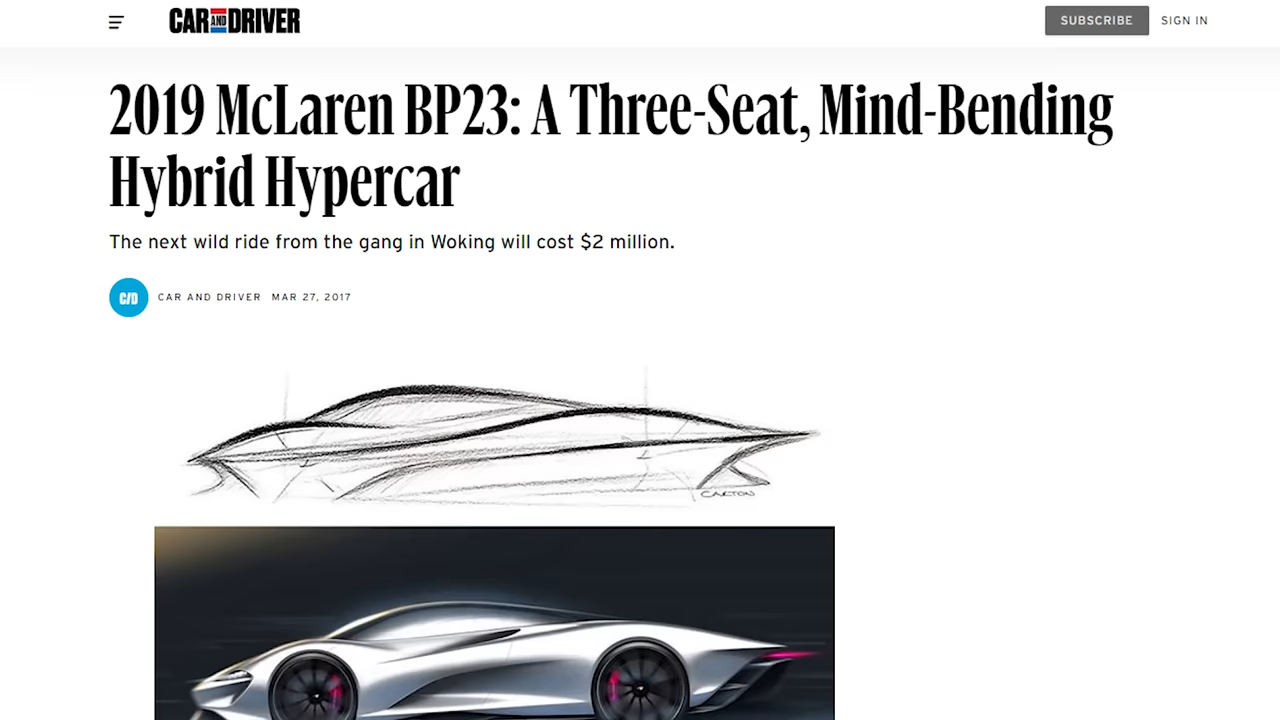 CAR AND DRIVER
SUBSCRIBE
SIGN IN
2019 McLaren BP23: A Three-Seat, Mind-Bending
Hybrid Hypercar
The next wild ride from the gang in Woking will cost $2 million.
C/D
CAR AND DRIVER MAR 27, 2017
CARTON